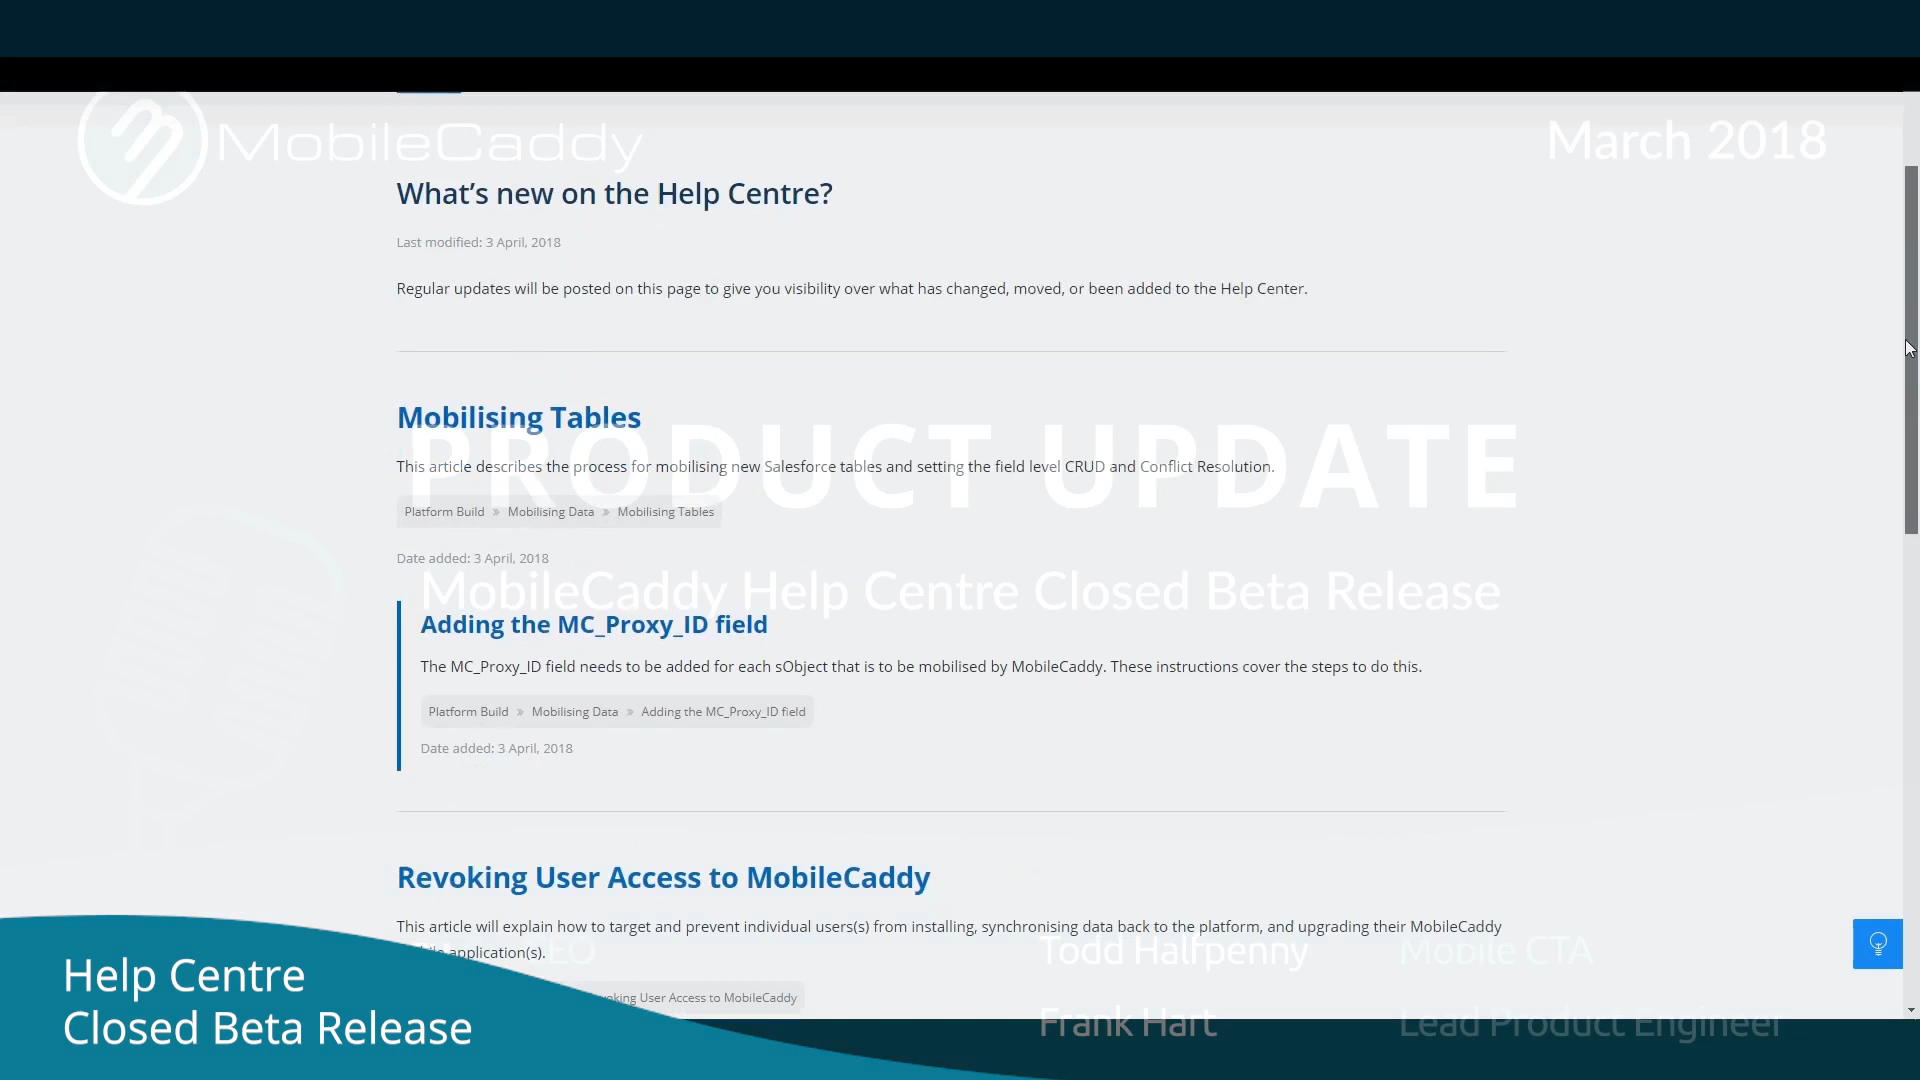 MobileCaddy
March 2018
What's new on the Help Centre?
Last modified: 3 April, 2018
Regular updates will be posted on this page to give you visibility over what has changed, moved, or been added to the Help Center.
Mobilising Tables
PRODUCT UPDATE
This article describes the process for mobilising new Salesforce tables and setting the field level CRUD and Conflict Resolution.
Platform Build » Mobilising Data » Mobilising Tables
Date added: 3 April, 2018
MobileCaddy Help Centre Closed Beta Release
Adding the MC_Proxy_ID field
The MC_Proxy_ID field needs to be added for each sObject that is to be mobilised by MobileCaddy. These instructions cover the steps to do this.
Platform Build » Mobilising Data » Adding the MC_Proxy_ID field
Date added: 3 April, 2018
Revoking User Access to MobileCaddy
This article will explain how to target and prevent individual users(s) from installing, synchronising data back to the platform, and upgrading their MobileCaddy
application(s).
Todd Halfpenny Mobile CTA
User Access to MobileCaddy
Frank Hart Lead Product Engineer
Help Centre
Closed Beta Release